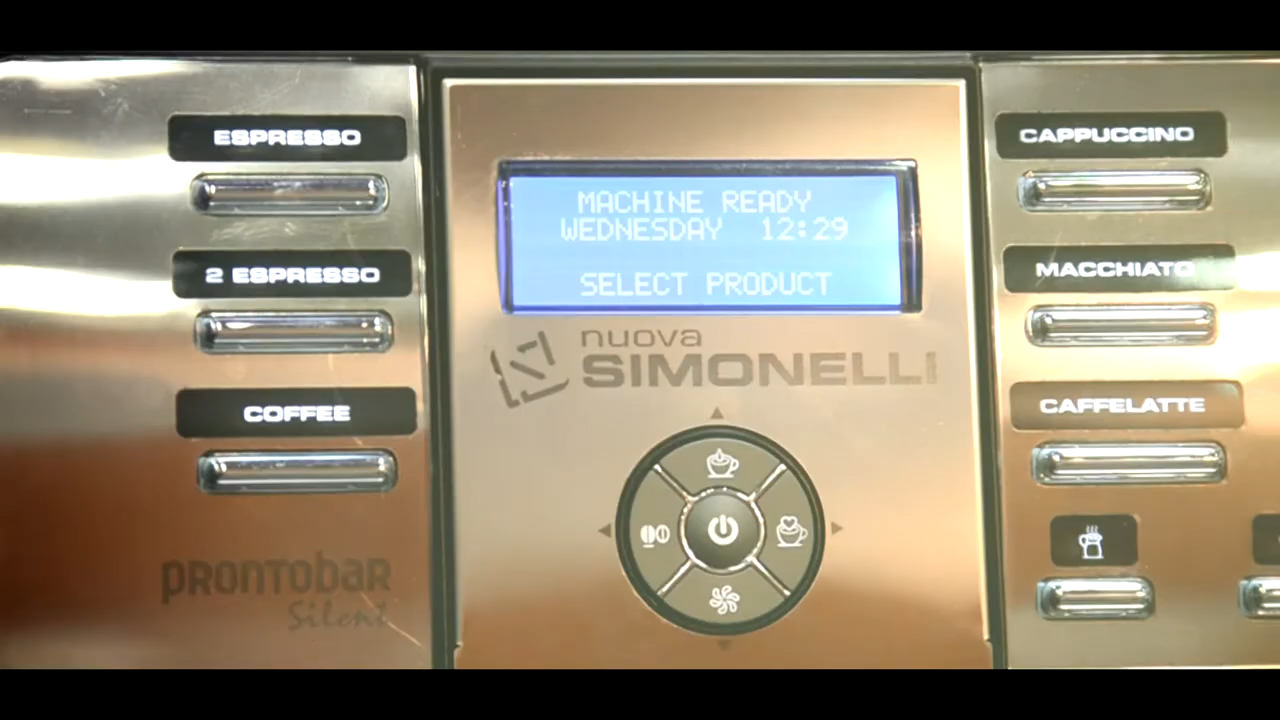 ESPRESSO
2 ESPRESSO
COFFEE
PRONTOBAR
Silent
MACHINE READY
WEDNESDAY 12:29
SELECT PRODUCT
nuova
SIMONELLI
CAPPUCCINO
MACCHIATO
CAFFELATTE